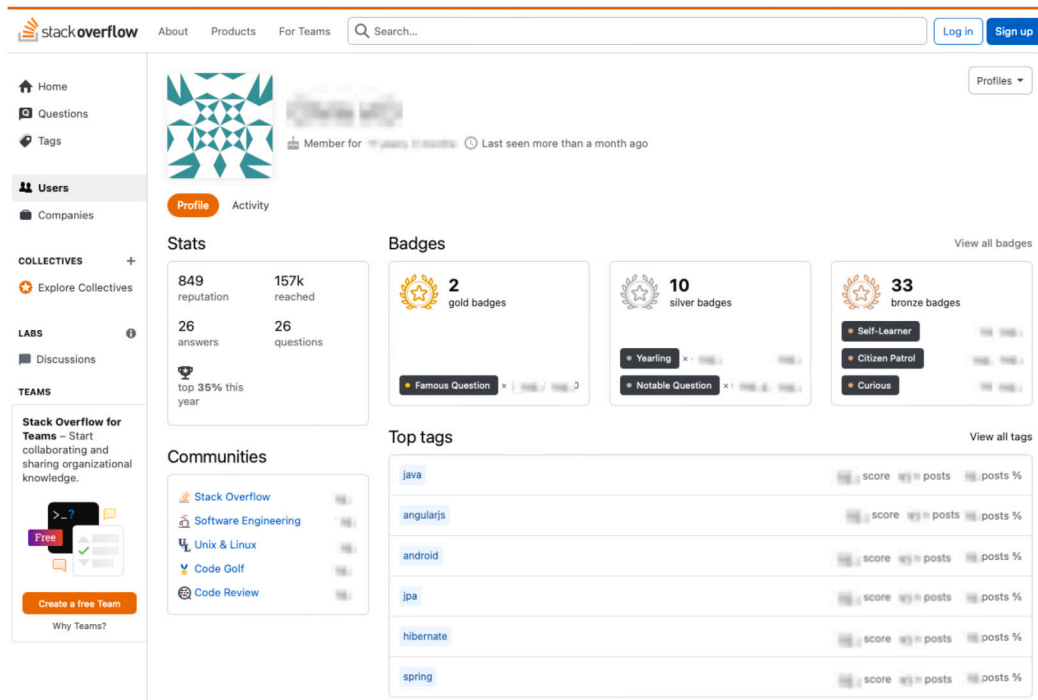 stackoverflow About Products For Teams Search... Log in Sign up
Home
Questions
Tags
Users
Companies
COLLECTIVES +
Explore Collectives
LABS
Discussions
TEAMS
Stack Overflow for
Teams – Start
collaborating and
sharing organizational
knowledge.
>_?
Free
Create a free Team
Why Teams?
Profiles
Member for
Last seen more than a month ago
Profile Activity
Stats
849 157k
reputation reached
26 26
answers questions
top 35% this
year
Communities
Stack Overflow
Software Engineering
Unix & Linux
Code Golf
Code Review
Badges View all badges
2
gold badges
Famous Question ×
10
silver badges
Yearling ×
Notable Question ×
33
bronze badges
Self-Learner
Citizen Patrol
Curious
Top tags View all tags
java score posts posts %
angularjs score posts posts %
android score posts posts %
jpa score posts posts %
hibernate score posts posts %
spring score posts posts %